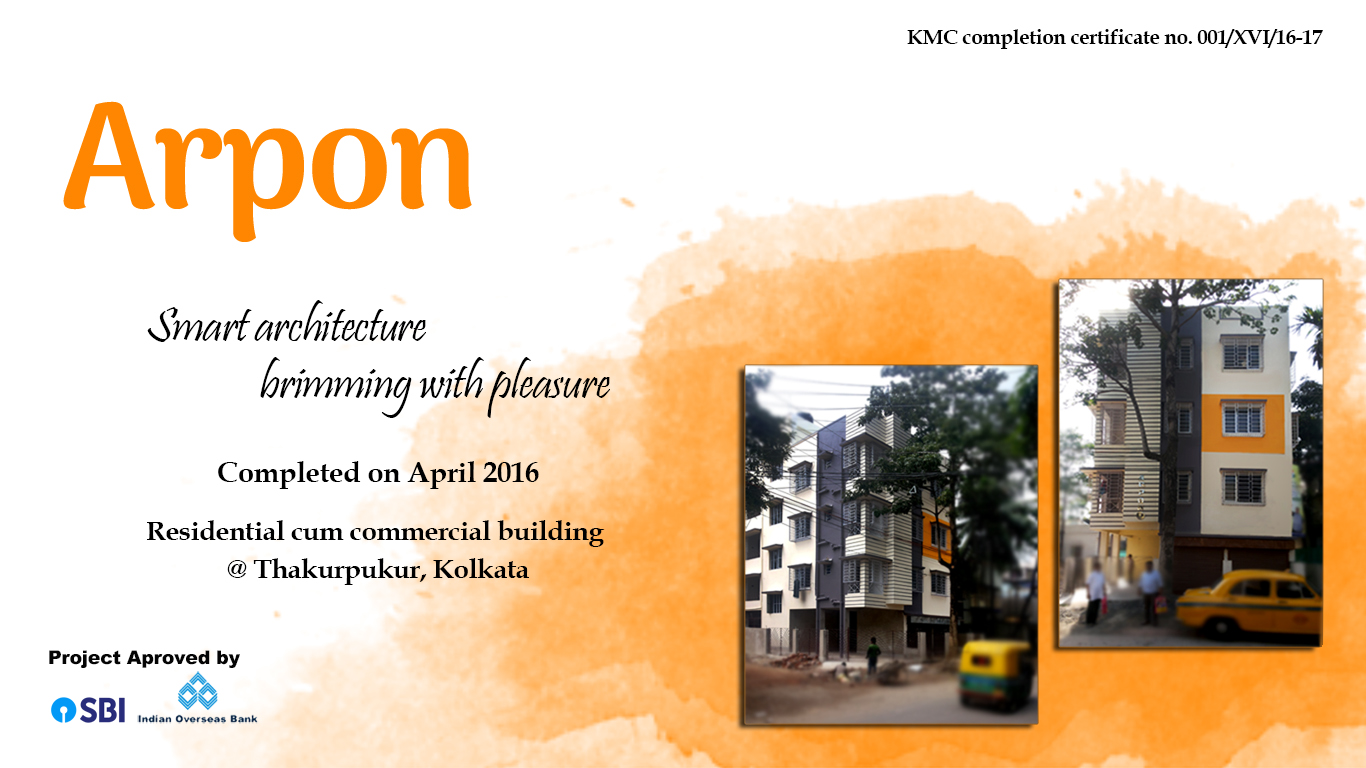 KMC completion certificate no. 001/XVI/16-17
Arpon
Smart architecture
brimming with pleasure
Completed on April 2016
Residential cum commercial building
@ Thakurpukur, Kolkata
Project Aproved by
SBI
Indian Overseas Bank